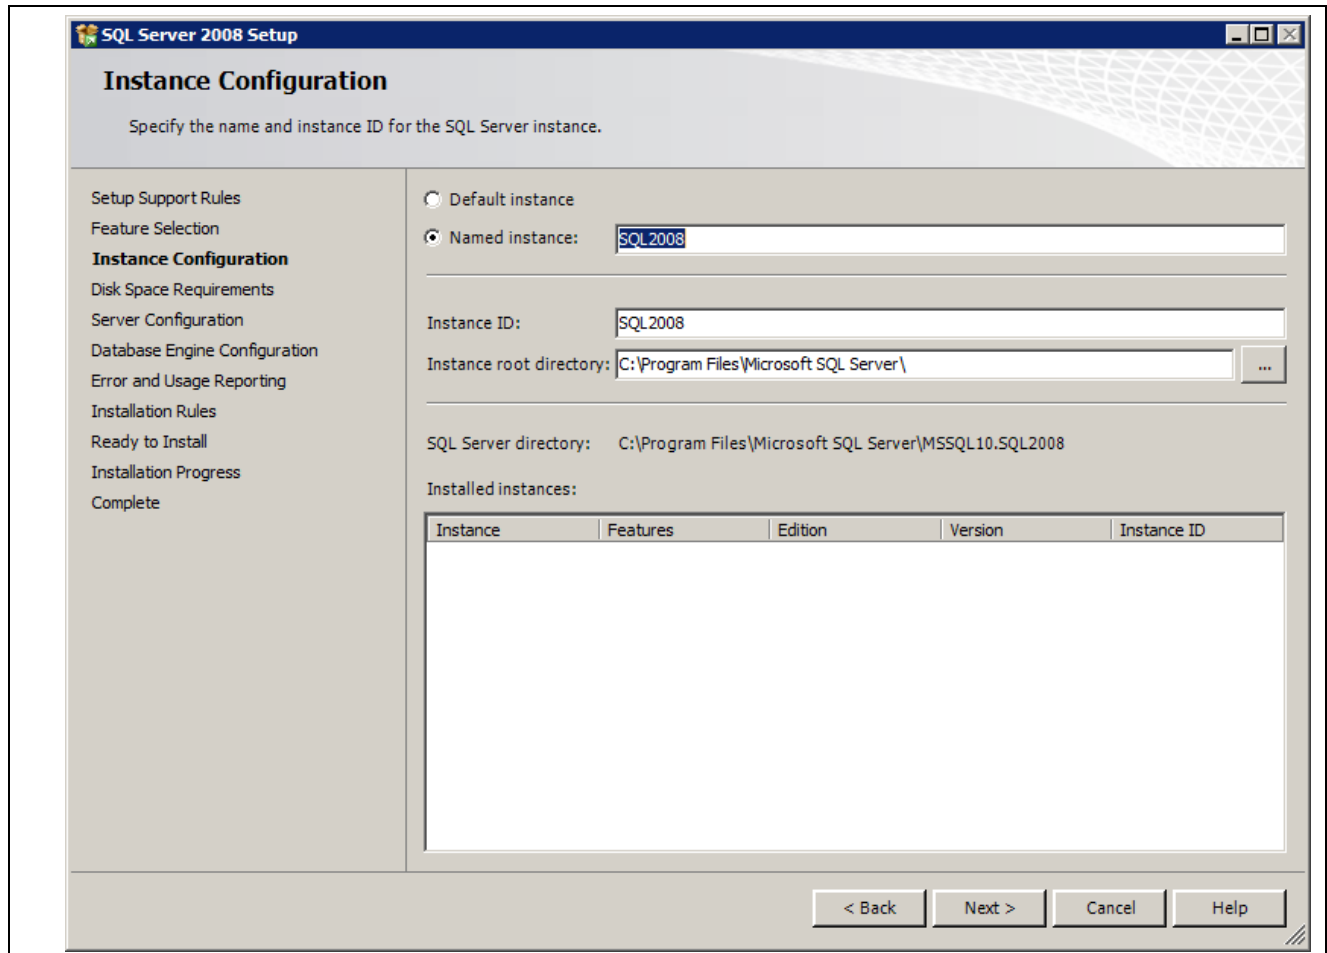 SQL Server 2008 Setup
Instance Configuration
Specify the name and instance ID for the SQL Server instance.
Setup Support Rules
Feature Selection
Instance Configuration
Disk Space Requirements
Server Configuration
Database Engine Configuration
Error and Usage Reporting
Installation Rules
Ready to Install
Installation Progress
Complete
Default instance
Named instance: SQL2008
Instance ID: SQL2008
Instance root directory: C:\Program Files\Microsoft SQL Server\ ...
SQL Server directory: C:\Program Files\Microsoft SQL Server\MSSQL10.SQL2008
Installed instances:
Instance Features Edition Version Instance ID
< Back Next > Cancel Help